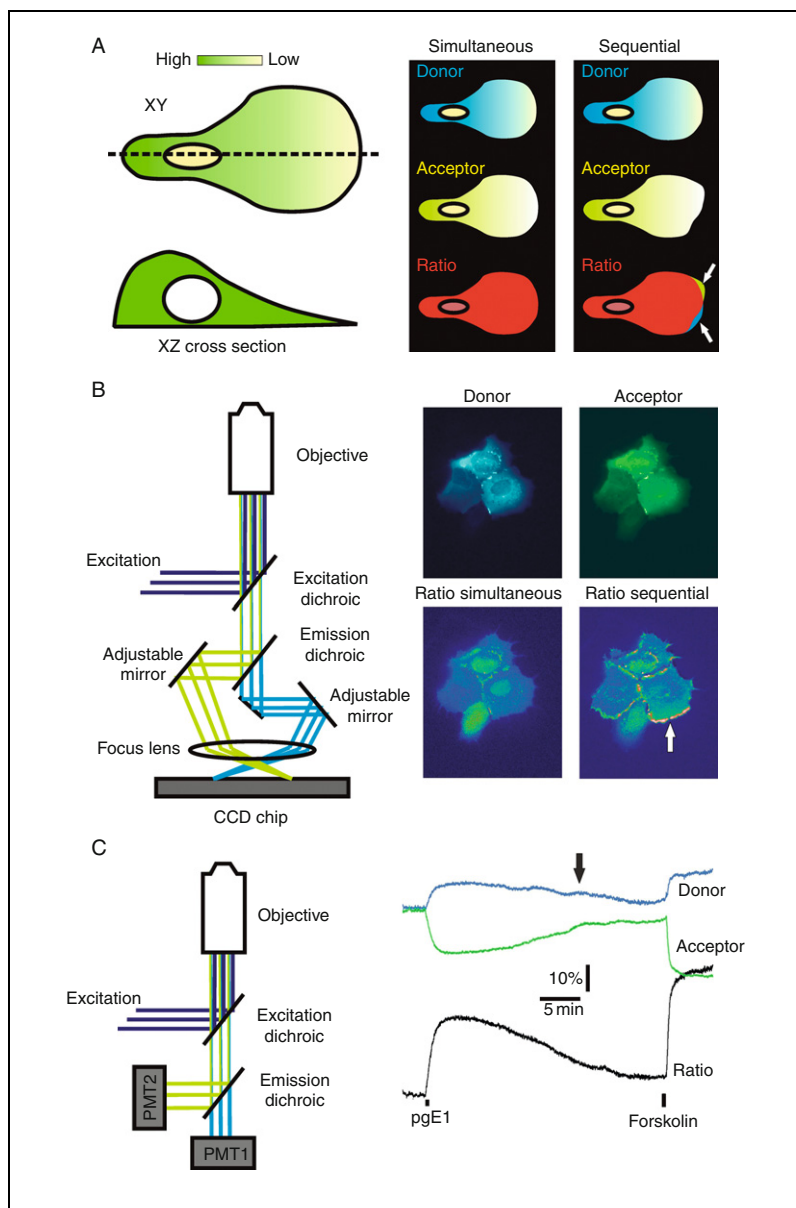 A
High
Low
XY
XZ cross section
Simultaneous
Sequential
Donor
Donor
Acceptor
Acceptor
Ratio
Ratio
B
Objective
Excitation
Excitation
dichroic
Emission
dichroic
Adjustable
mirror
Adjustable
mirror
Focus lens
CCD chip
Donor
Acceptor
Ratio simultaneous
Ratio sequential
C
Objective
Excitation
Excitation
dichroic
Emission
dichroic
PMT2
PMT1
Donor
Acceptor
10%
5 min
Ratio
pgE1
Forskolin